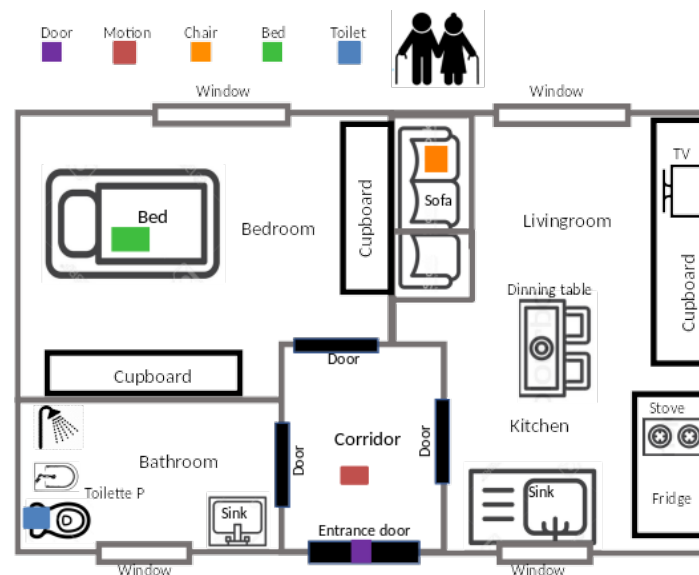 Door Motion Chair Bed Toilet
Window
Window
TV
Bed
Sofa
Bedroom
Cupboard
Livingroom
Cupboard
Dinning table
Door
Cupboard
Stove
Kitchen
Corridor
Door
Door
Bathroom
Toilette P
Sink
Sink
Fridge
Entrance door
Window
Window